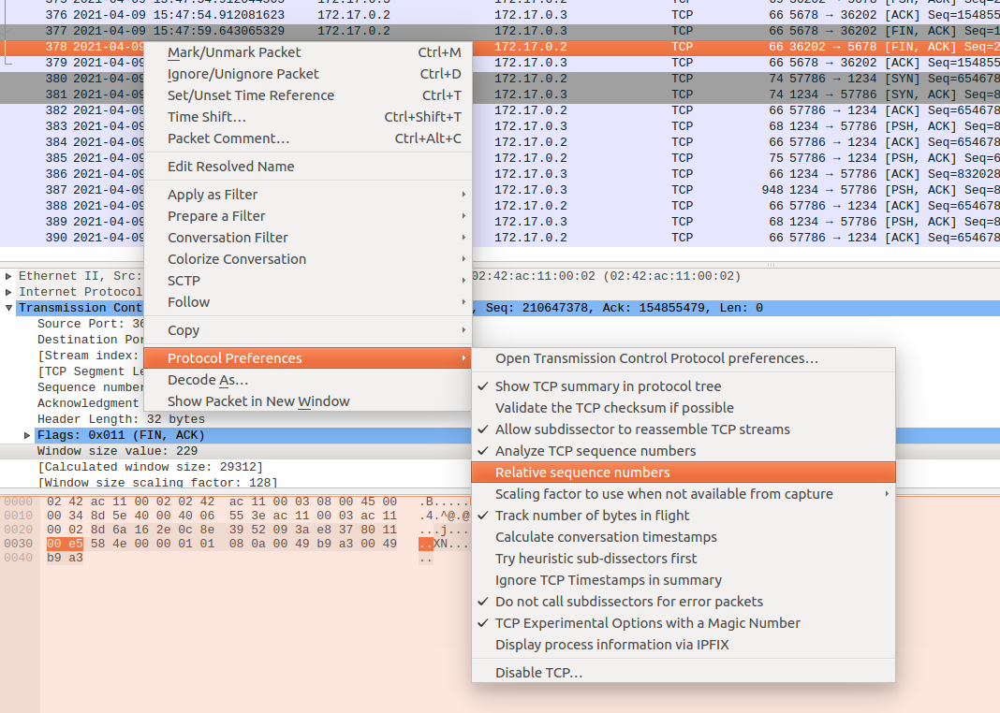 376 2021-04-09 15:47:54.912081623 172.17.0.2 172.17.0.3 TCP 66 5678 → 36202 [ACK] Seq=154855
377 2021-04-09 15:47:59.643065329 172.17.0.2 172.17.0.3 TCP 66 5678 → 36202 [FIN, ACK] Seq=1
378 2021-04-09 172.17.0.2 TCP 66 36202 → 5678 [FIN, ACK] Seq=2
379 2021-04-09 172.17.0.3 TCP 66 5678 → 36202 [ACK] Seq=154855
380 2021-04-09 172.17.0.2 TCP 74 57786 → 1234 [SYN] Seq=654678
381 2021-04-09 172.17.0.3 TCP 74 1234 → 57786 [SYN, ACK] Seq=8
382 2021-04-09 172.17.0.2 TCP 66 57786 → 1234 [ACK] Seq=654678
383 2021-04-09 172.17.0.3 TCP 68 1234 → 57786 [PSH, ACK] Seq=8
384 2021-04-09 172.17.0.2 TCP 66 57786 → 1234 [ACK] Seq=654678
385 2021-04-09 172.17.0.2 TCP 75 57786 → 1234 [PSH, ACK] Seq=6
386 2021-04-09 172.17.0.3 TCP 66 1234 → 57786 [ACK] Seq=832028
387 2021-04-09 172.17.0.3 TCP 948 1234 → 57786 [PSH, ACK] Seq=8
388 2021-04-09 172.17.0.2 TCP 66 57786 → 1234 [ACK] Seq=654678
389 2021-04-09 172.17.0.3 TCP 68 1234 → 57786 [PSH, ACK] Seq=8
390 2021-04-09 172.17.0.2 TCP 66 57786 → 1234 [ACK] Seq=654678
Mark/Unmark Packet Ctrl+M
Ignore/Unignore Packet Ctrl+D
Set/Unset Time Reference Ctrl+T
Time Shift… Ctrl+Shift+T
Packet Comment… Ctrl+Alt+C
Edit Resolved Name
Apply as Filter
Prepare a Filter
Conversation Filter
Colorize Conversation
SCTP
Follow
Copy
Protocol Preferences
Decode As…
Show Packet in New Window
Open Transmission Control Protocol preferences…
✓ Show TCP summary in protocol tree
Validate the TCP checksum if possible
✓ Allow subdissector to reassemble TCP streams
✓ Analyze TCP sequence numbers
Relative sequence numbers
Scaling factor to use when not available from capture
✓ Track number of bytes in flight
Calculate conversation timestamps
Try heuristic sub-dissectors first
Ignore TCP Timestamps in summary
✓ Do not call subdissectors for error packets
✓ TCP Experimental Options with a Magic Number
Display process information via IPFIX
Disable TCP…
Ethernet II, Src: 02:42:ac:11:00:02 (02:42:ac:11:00:02)
Internet Protocol
Transmission Cont , Seq: 210647378, Ack: 154855479, Len: 0
Source Port: 36
Destination Por
[Stream index:
[TCP Segment Le
Sequence number
Acknowledgment
Header Length: 32 bytes
Flags: 0x011 (FIN, ACK)
Window size value: 229
[Calculated window size: 29312]
[Window size scaling factor: 128]
0000 02 42 ac 11 00 02 02 42 ac 11 00 03 08 00 45 00 .B.....
0010 00 34 8d 5e 40 00 40 06 55 3e ac 11 00 03 ac 11 .4.^@.@
0020 00 02 8d 6a 16 2e 0c 8e 39 52 09 3a e8 37 80 11 ...j....
0030 00 e5 58 4e 00 00 01 01 08 0a 00 49 b9 a3 00 49 ..XN....
0040 b9 a3 ..